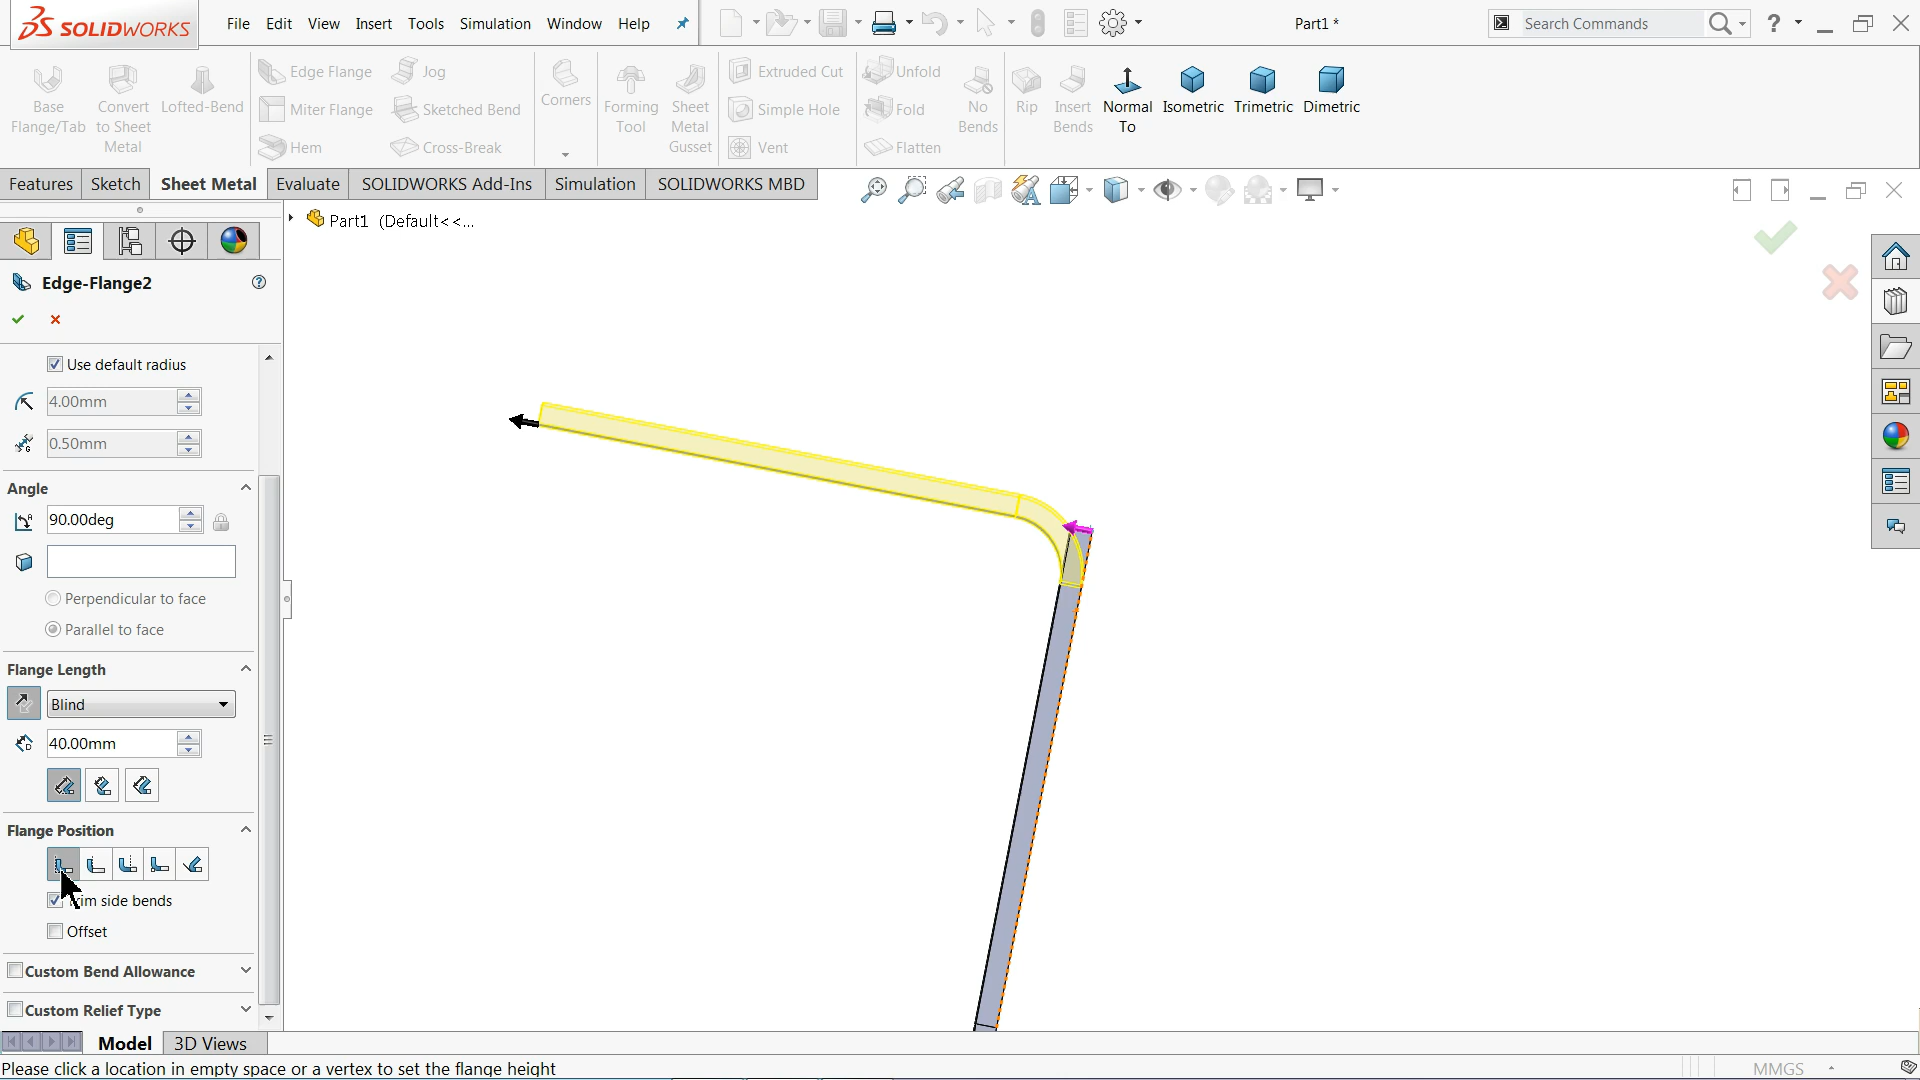 SOLIDWORKS File Edit View Insert Tools Simulation Window Help Part1 * Search Commands
Base Flange/Tab
Convert to Sheet Metal
Lofted-Bend
Edge Flange
Miter Flange
Hem
Jog
Sketched Bend
Cross-Break
Corners
Forming Tool
Sheet Metal Gusset
Extruded Cut
Simple Hole
Vent
Unfold
Fold
Flatten
No Bends
Rip
Insert Bends
Normal To
Isometric
Trimetric
Dimetric
Features Sketch Sheet Metal Evaluate SOLIDWORKS Add-Ins Simulation SOLIDWORKS MBD
Part1 (Default<<...
Edge-Flange2
Use default radius
4.00mm
0.50mm
Angle
90.00deg
Perpendicular to face
Parallel to face
Flange Length
Blind
40.00mm
Flange Position
im side bends
Offset
Custom Bend Allowance
Custom Relief Type
Model 3D Views
Please click a location in empty space or a vertex to set the flange height MMGS